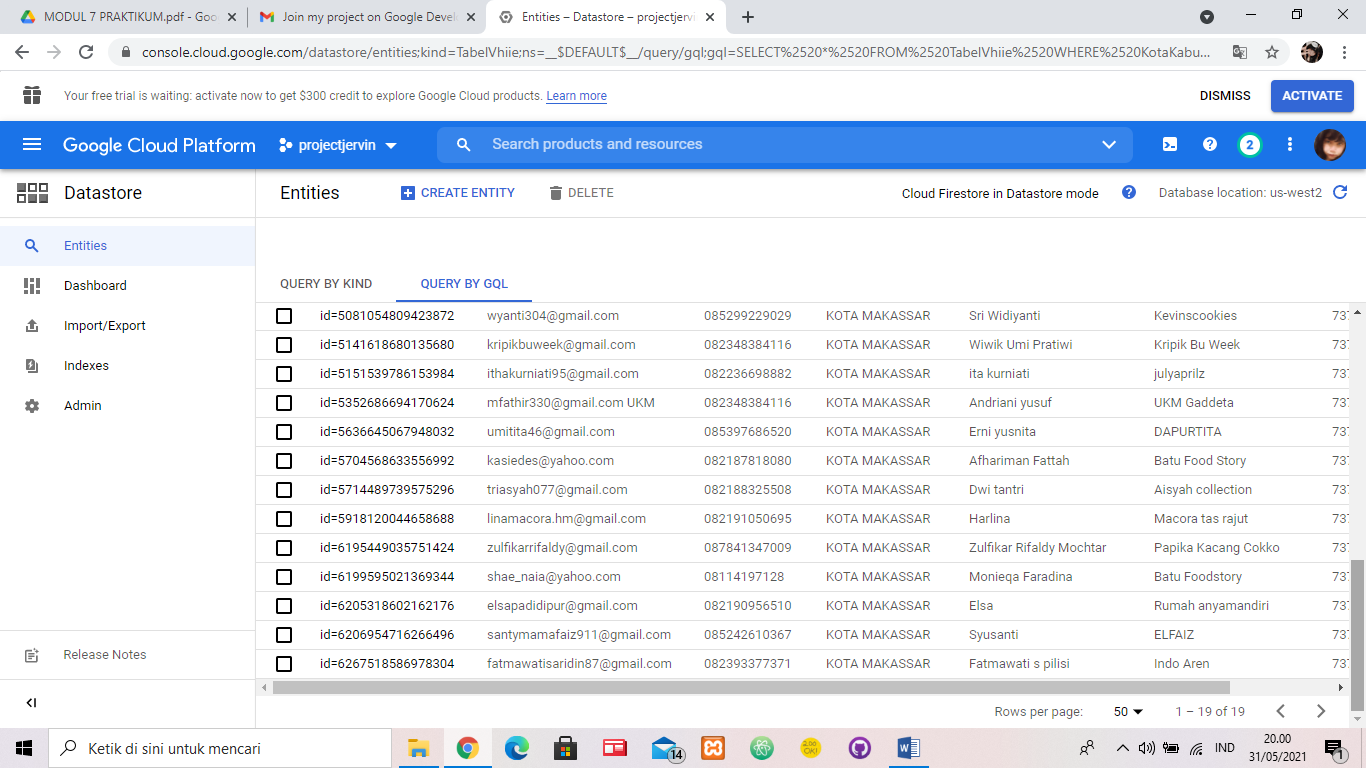 MODUL 7 PRAKTIKUM.pdf - Goo
Join my project on Google Devel
Entities – Datastore – projectjervi
console.cloud.google.com/datastore/entities;kind=TabelVhiie;ns=__$DEFAULT$__/query/gql;gql=SELECT%2520*%2520FROM%2520TabelVhiie%2520WHERE%2520KotaKabu...
Your free trial is waiting: activate now to get $300 credit to explore Google Cloud products. Learn more
DISMISS
ACTIVATE
Google Cloud Platform
projectjervin
Search products and resources
2
Datastore
Entities
CREATE ENTITY
DELETE
Cloud Firestore in Datastore mode
Database location: us-west2
Entities
Dashboard
Import/Export
Indexes
Admin
Release Notes
QUERY BY KIND
QUERY BY GQL
id=5081054809423872 wyanti304@gmail.com 085299229029 KOTA MAKASSAR Sri Widiyanti Kevinscookies 737
id=5141618680135680 kripikbuweek@gmail.com 082348384116 KOTA MAKASSAR Wiwik Umi Pratiwi Kripik Bu Week 737
id=5151539786153984 ithakurniati95@gmail.com 082236698882 KOTA MAKASSAR ita kurniati julyaprilz 737
id=5352686694170624 mfathir330@gmail.com UKM 082348384116 KOTA MAKASSAR Andriani yusuf UKM Gaddeta 737
id=5636645067948032 umitita46@gmail.com 085397686520 KOTA MAKASSAR Erni yusnita DAPURTITA 737
id=5704568633556992 kasiedes@yahoo.com 082187818080 KOTA MAKASSAR Afhariman Fattah Batu Food Story 737
id=5714489739575296 triasyah077@gmail.com 082188325508 KOTA MAKASSAR Dwi tantri Aisyah collection 737
id=5918120044658688 linamacora.hm@gmail.com 082191050695 KOTA MAKASSAR Harlina Macora tas rajut 737
id=6195449035751424 zulfikarrifaldy@gmail.com 087841347009 KOTA MAKASSAR Zulfikar Rifaldy Mochtar Papika Kacang Cokko 737
id=6199595021369344 shae_naia@yahoo.com 08114197128 KOTA MAKASSAR Monieqa Faradina Batu Foodstory 737
id=6205318602162176 elsapadidipur@gmail.com 082190956510 KOTA MAKASSAR Elsa Rumah anyamandiri 737
id=6206954716266496 santymamafaiz911@gmail.com 085242610367 KOTA MAKASSAR Syusanti ELFAIZ 737
id=6267518586978304 fatmawatisaridin87@gmail.com 082393377371 KOTA MAKASSAR Fatmawati s pilisi Indo Aren 737
Rows per page: 50 1 – 19 of 19
Ketik di sini untuk mencari
14
IND
20.00
31/05/2021
1